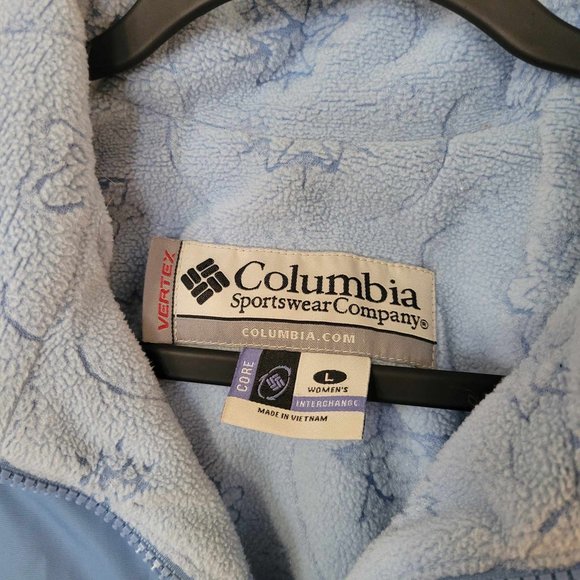 VERTEX
Columbia
Sportswear Company®
COLUMBIA.COM
CORE
L
WOMEN'S
INTERCHANGE
MADE IN VIETNAM